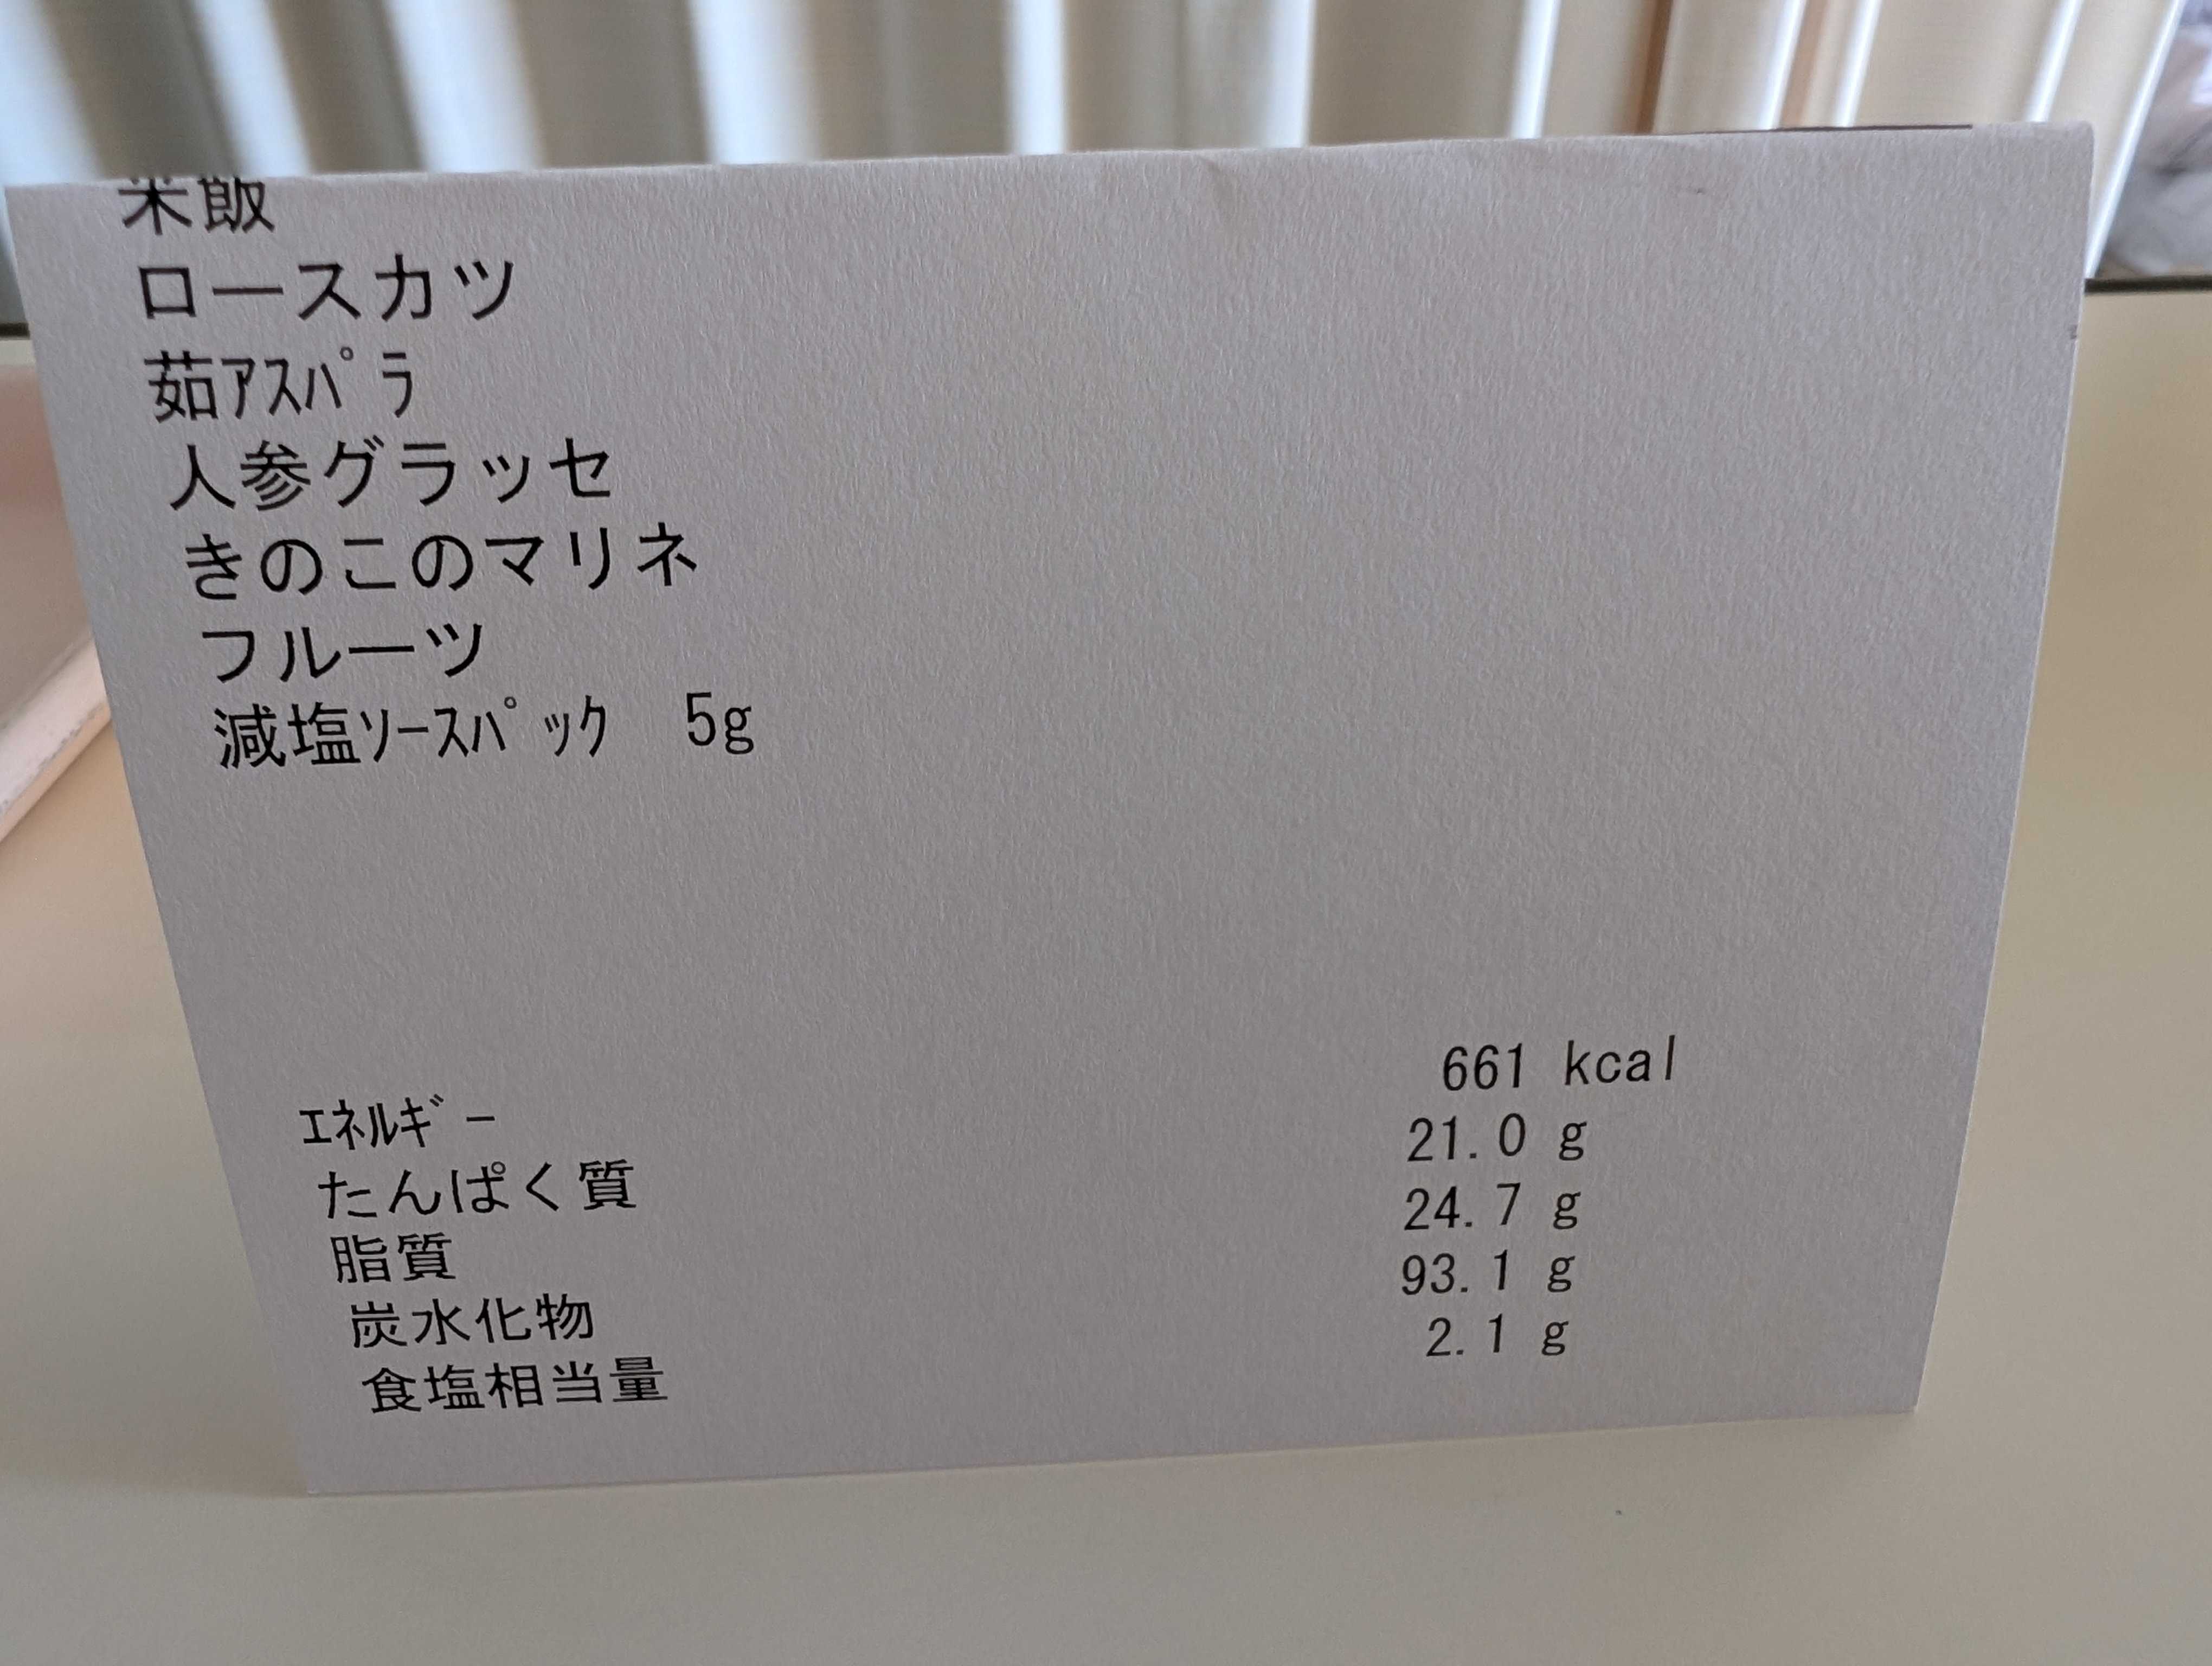 米飯
ロースカツ
茹ｱｽﾊﾟﾗ
人参グラッセ
きのこのマリネ
フルーツ
減塩ｿｰｽﾊﾟｯｸ　5g
ｴﾈﾙｷﾞｰ 661 kcal
たんぱく質 21.0 g
脂質 24.7 g
炭水化物 93.1 g
食塩相当量 2.1 g